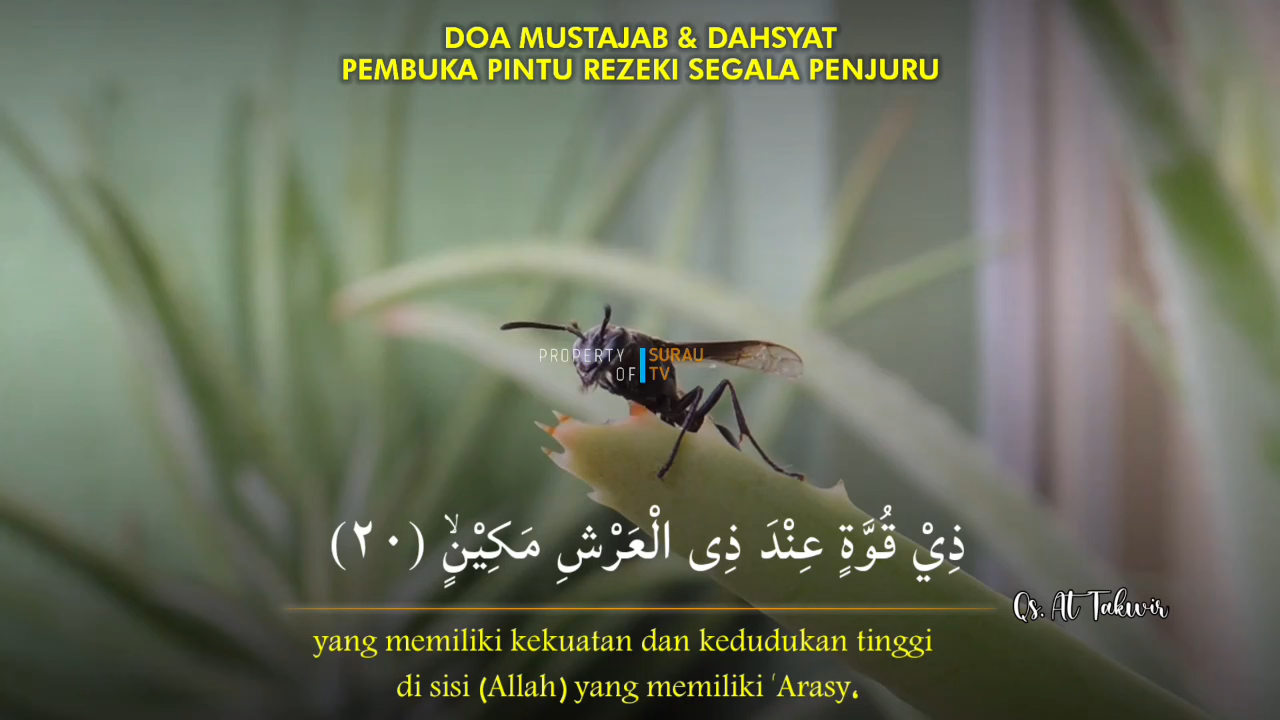 DOA MUSTAJAB & DAHSYAT
PEMBUKA PINTU REZEKI SEGALA PENJURU
PROPERTY OF SURAU TV
ذِيْ قُوَّةٍ عِنْدَ ذِى الْعَرْشِ مَكِيْنٍۙ (٢٠)
Qs. At Takwir
yang memiliki kekuatan dan kedudukan tinggi
di sisi (Allah) yang memiliki 'Arasy.